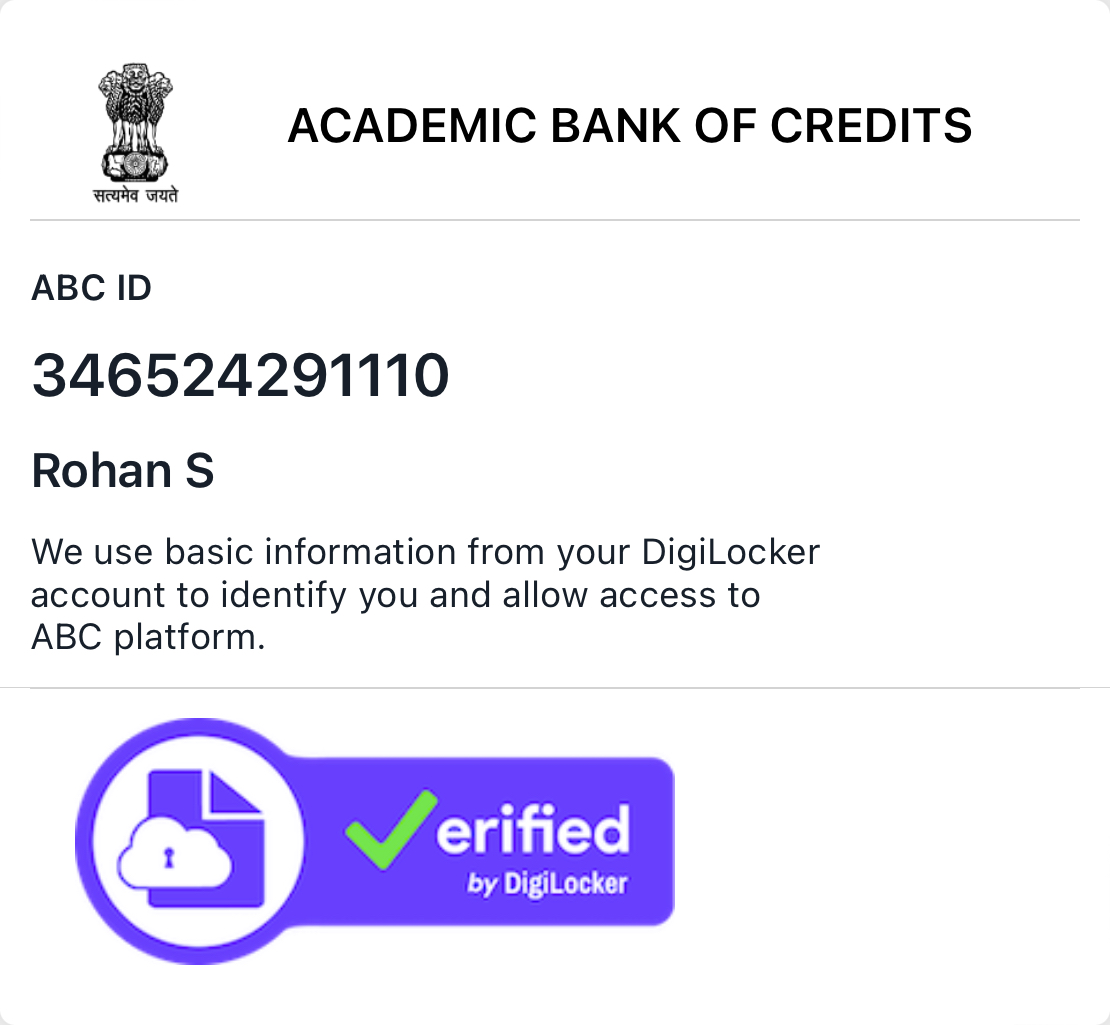 सत्यमेव जयते
ACADEMIC BANK OF CREDITS
ABC ID
346524291110
Rohan S
We use basic information from your DigiLocker
account to identify you and allow access to
ABC platform.
erified
by DigiLocker